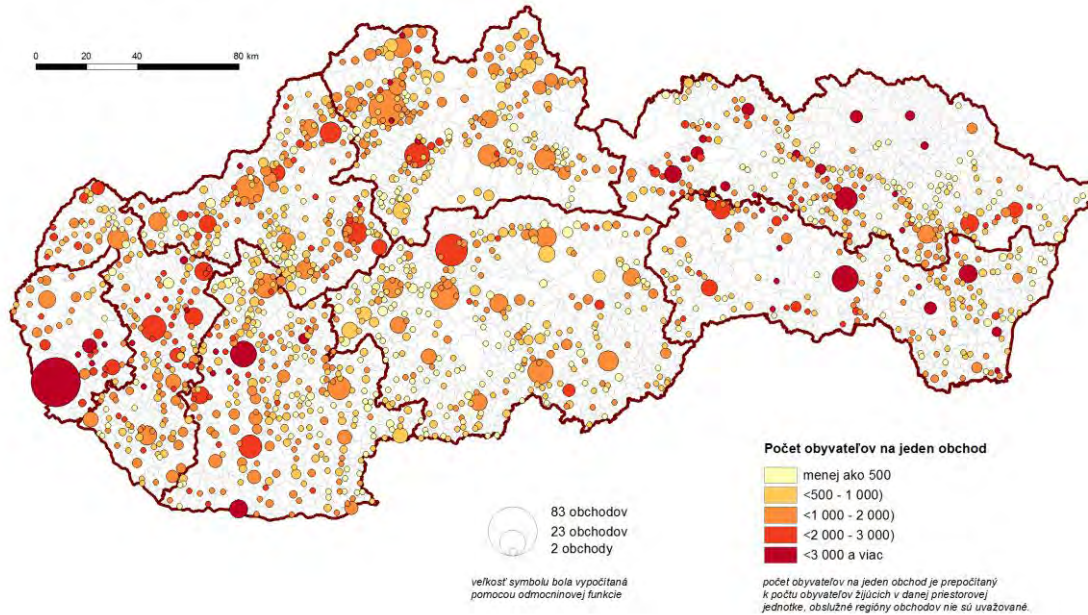 0 20 40 80 km
Počet obyvateľov na jeden obchod
menej ako 500
<500 - 1 000)
<1 000 - 2 000)
<2 000 - 3 000)
<3 000 a viac
83 obchodov
23 obchodov
2 obchody
veľkosť symbolu bola vypočítaná
pomocou odmocninovej funkcie
počet obyvateľov na jeden obchod je prepočítaný
k počtu obyvateľov žijúcich v danej priestorovej
jednotke, obslužné regióny obchodov nie sú uvažované.